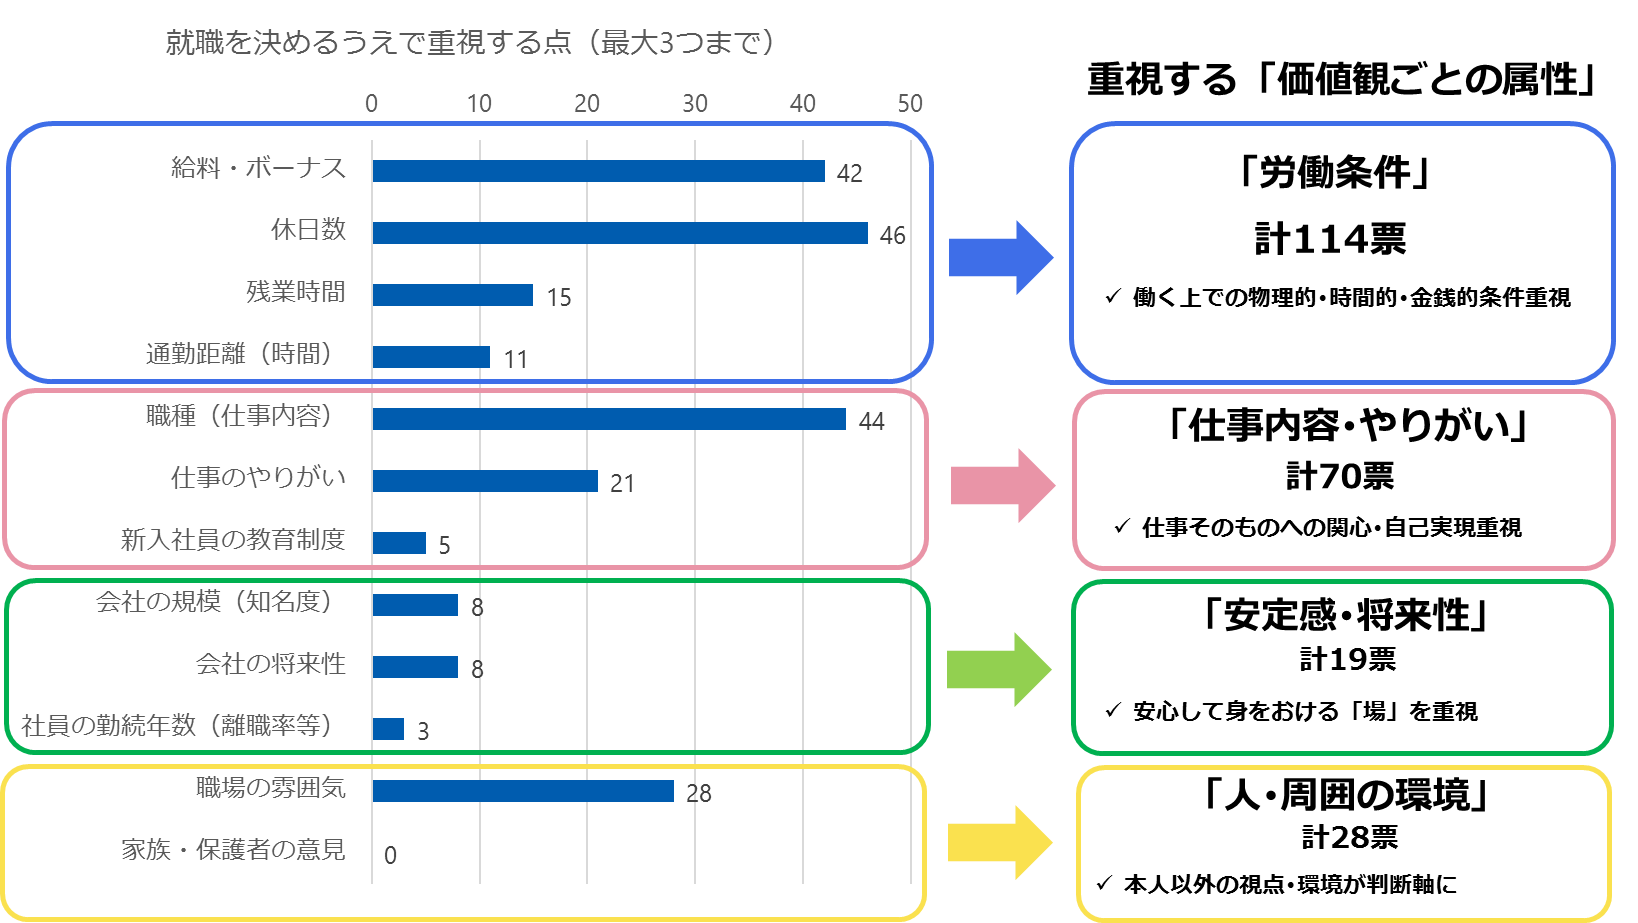 就職を決めるうえで重視する点（最大3つまで）
0 10 20 30 40 50
給料・ボーナス 42
休日数 46
残業時間 15
通勤距離（時間） 11
職種（仕事内容） 44
仕事のやりがい 21
新入社員の教育制度 5
会社の規模（知名度） 8
会社の将来性 8
社員の勤続年数（離職率等） 3
職場の雰囲気 28
家族・保護者の意見 0
重視する「価値観ごとの属性」
「労働条件」
計114票
✓ 働く上での物理的・時間的・金銭的条件重視
「仕事内容・やりがい」
計70票
✓ 仕事そのものへの関心・自己実現重視
「安定感・将来性」
計19票
✓ 安心して身をおける「場」を重視
「人・周囲の環境」
計28票
✓ 本人以外の視点・環境が判断軸に